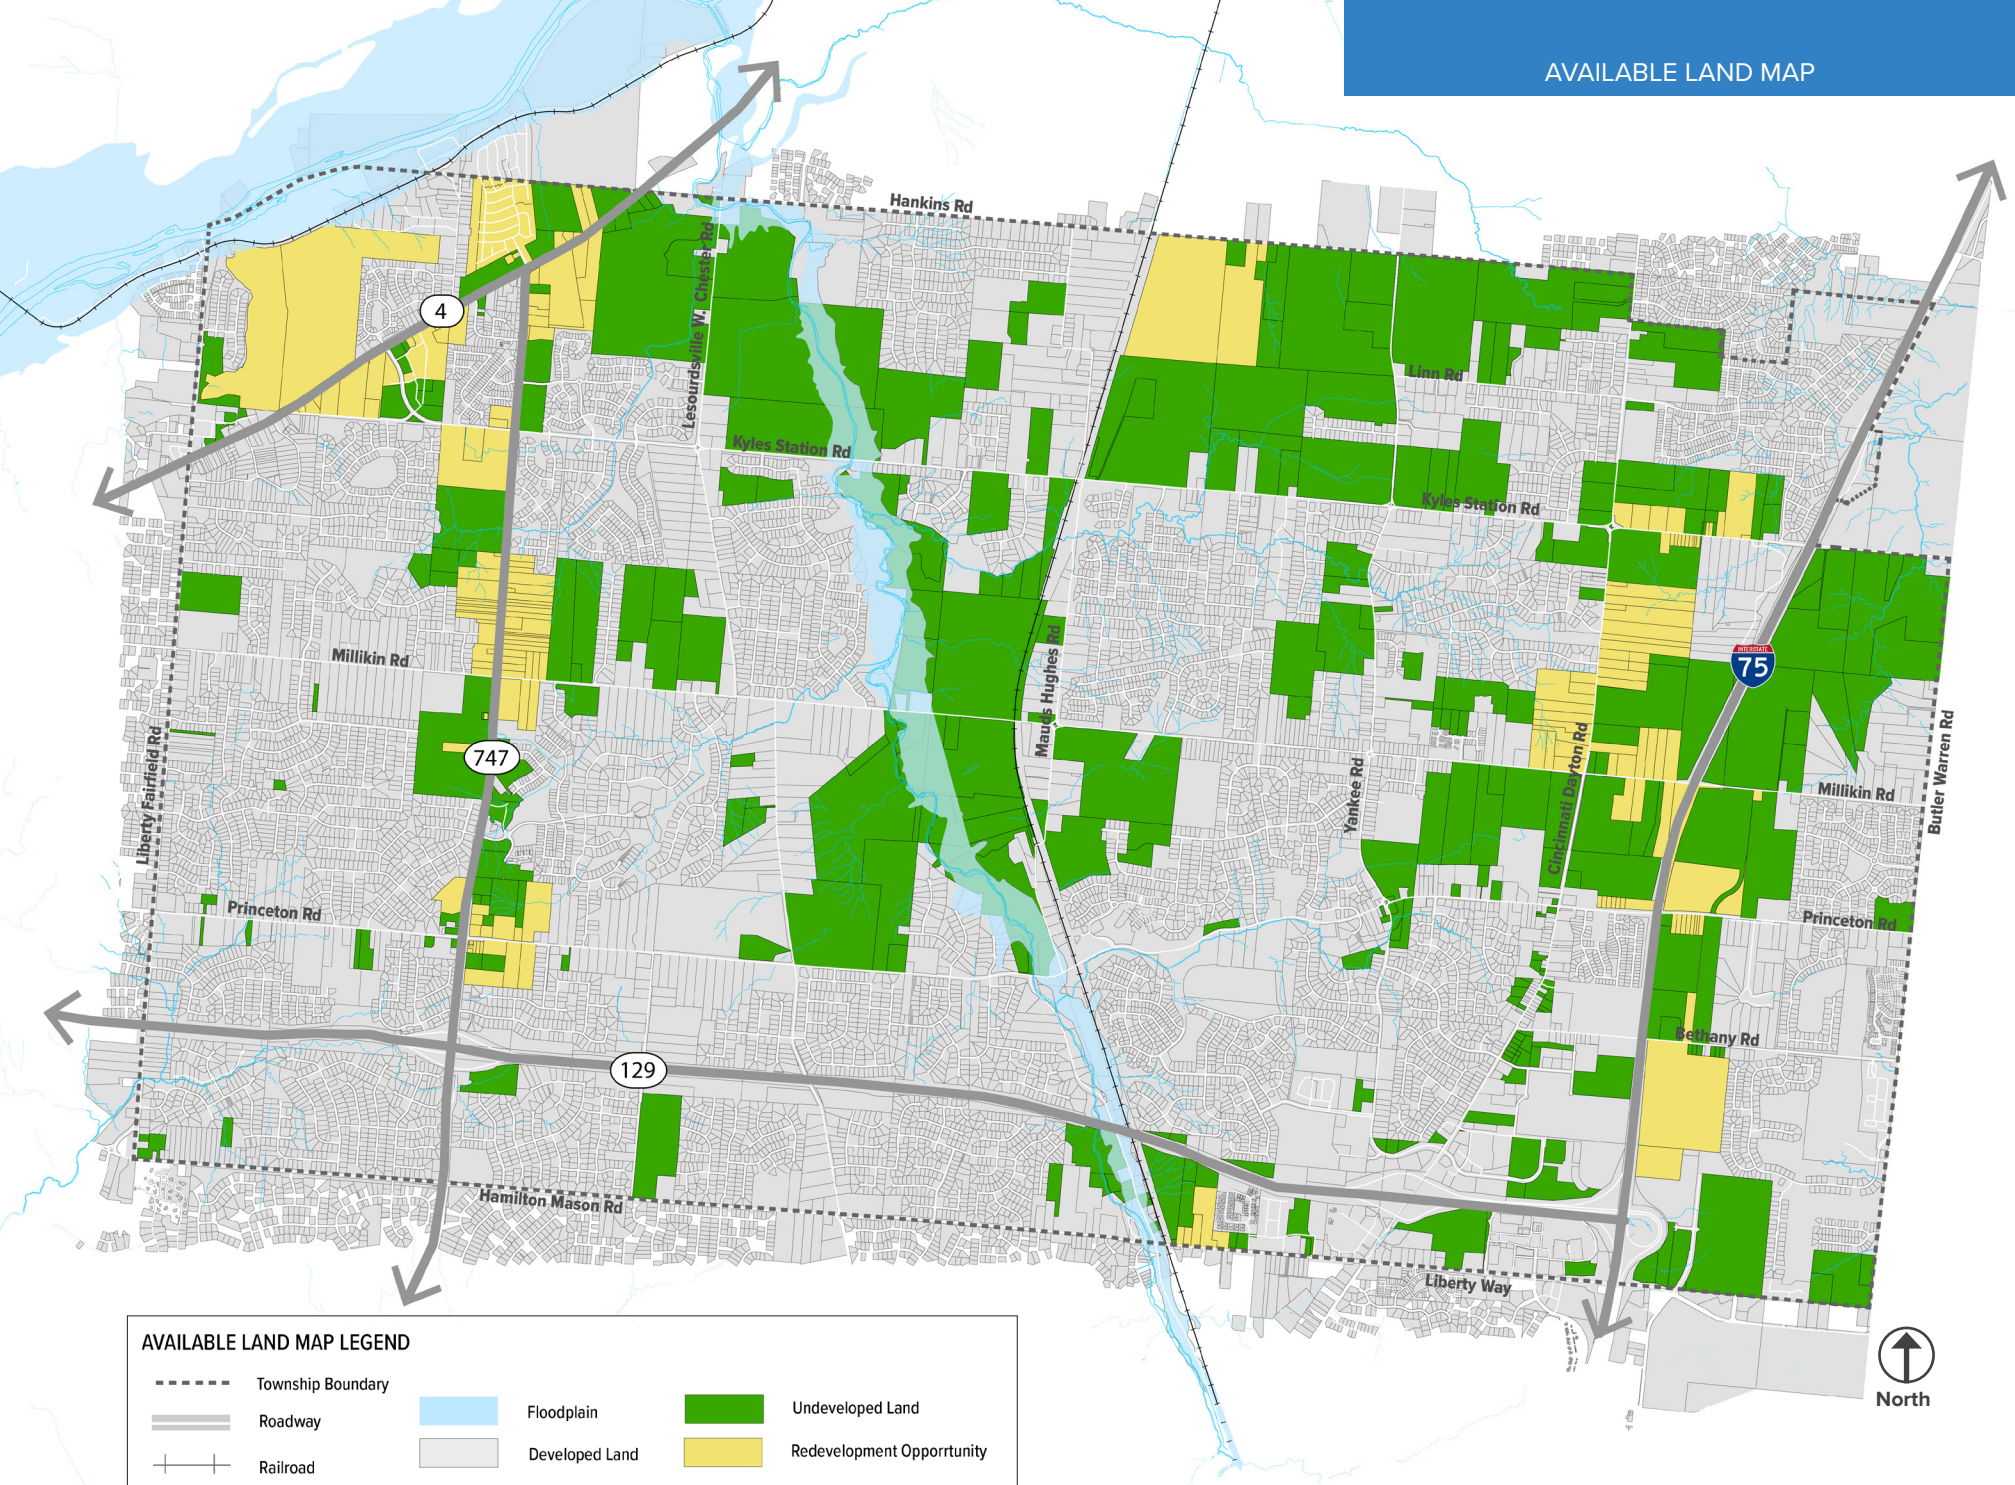 AVAILABLE LAND MAP
Hankins Rd
Lesourdsville W. Chester Rd
4
Linn Rd
Kyles Station Rd
Kyles Station Rd
Millikin Rd
Mauds Hughes Rd
INTERSTATE
75
Liberty Fairfield Rd
747
Yankee Rd
Cincinnati Dayton Rd
Millikin Rd
Butler Warren Rd
Princeton Rd
Princeton Rd
Bethany Rd
129
Hamilton Mason Rd
Liberty Way
North
AVAILABLE LAND MAP LEGEND
Township Boundary
Roadway
Railroad
Floodplain
Developed Land
Undeveloped Land
Redevelopment Opporrtunity